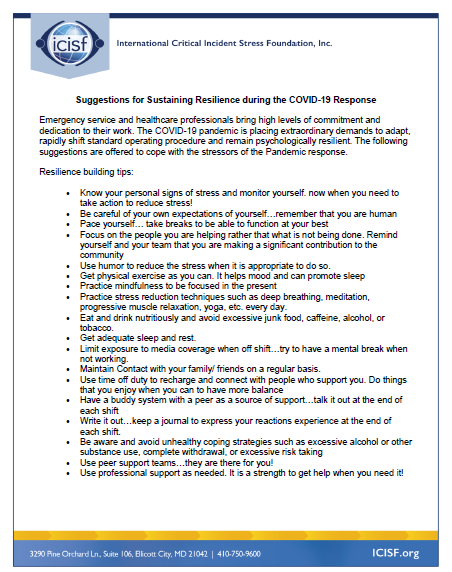 icisf
International Critical Incident Stress Foundation, Inc.
Suggestions for Sustaining Resilience during the COVID-19 Response
Emergency service and healthcare professionals bring high levels of commitment and
dedication to their work. The COVID-19 pandemic is placing extraordinary demands to adapt,
rapidly shift standard operating procedure and remain psychologically resilient. The following
suggestions are offered to cope with the stressors of the Pandemic response.
Resilience building tips:
• Know your personal signs of stress and monitor yourself. now when you need to
take action to reduce stress!
• Be careful of your own expectations of yourself…remember that you are human
• Pace yourself… take breaks to be able to function at your best
• Focus on the people you are helping rather that what is not being done. Remind
yourself and your team that you are making a significant contribution to the
community
• Use humor to reduce the stress when it is appropriate to do so.
• Get physical exercise as you can. It helps mood and can promote sleep
• Practice mindfulness to be focused in the present
• Practice stress reduction techniques such as deep breathing, meditation,
progressive muscle relaxation, yoga, etc. every day.
• Eat and drink nutritiously and avoid excessive junk food, caffeine, alcohol, or
tobacco.
• Get adequate sleep and rest.
• Limit exposure to media coverage when off shift…try to have a mental break when
not working.
• Maintain Contact with your family/ friends on a regular basis.
• Use time off duty to recharge and connect with people who support you. Do things
that you enjoy when you can to have more balance
• Have a buddy system with a peer as a source of support…talk it out at the end of
each shift
• Write it out…keep a journal to express your reactions experience at the end of
each shift.
• Be aware and avoid unhealthy coping strategies such as excessive alcohol or other
substance use, complete withdrawal, or excessive risk taking
• Use peer support teams…they are there for you!
• Use professional support as needed. It is a strength to get help when you need it!
3290 Pine Orchard Ln., Suite 106, Ellicott City, MD 21042 | 410-750-9600
ICISF.org